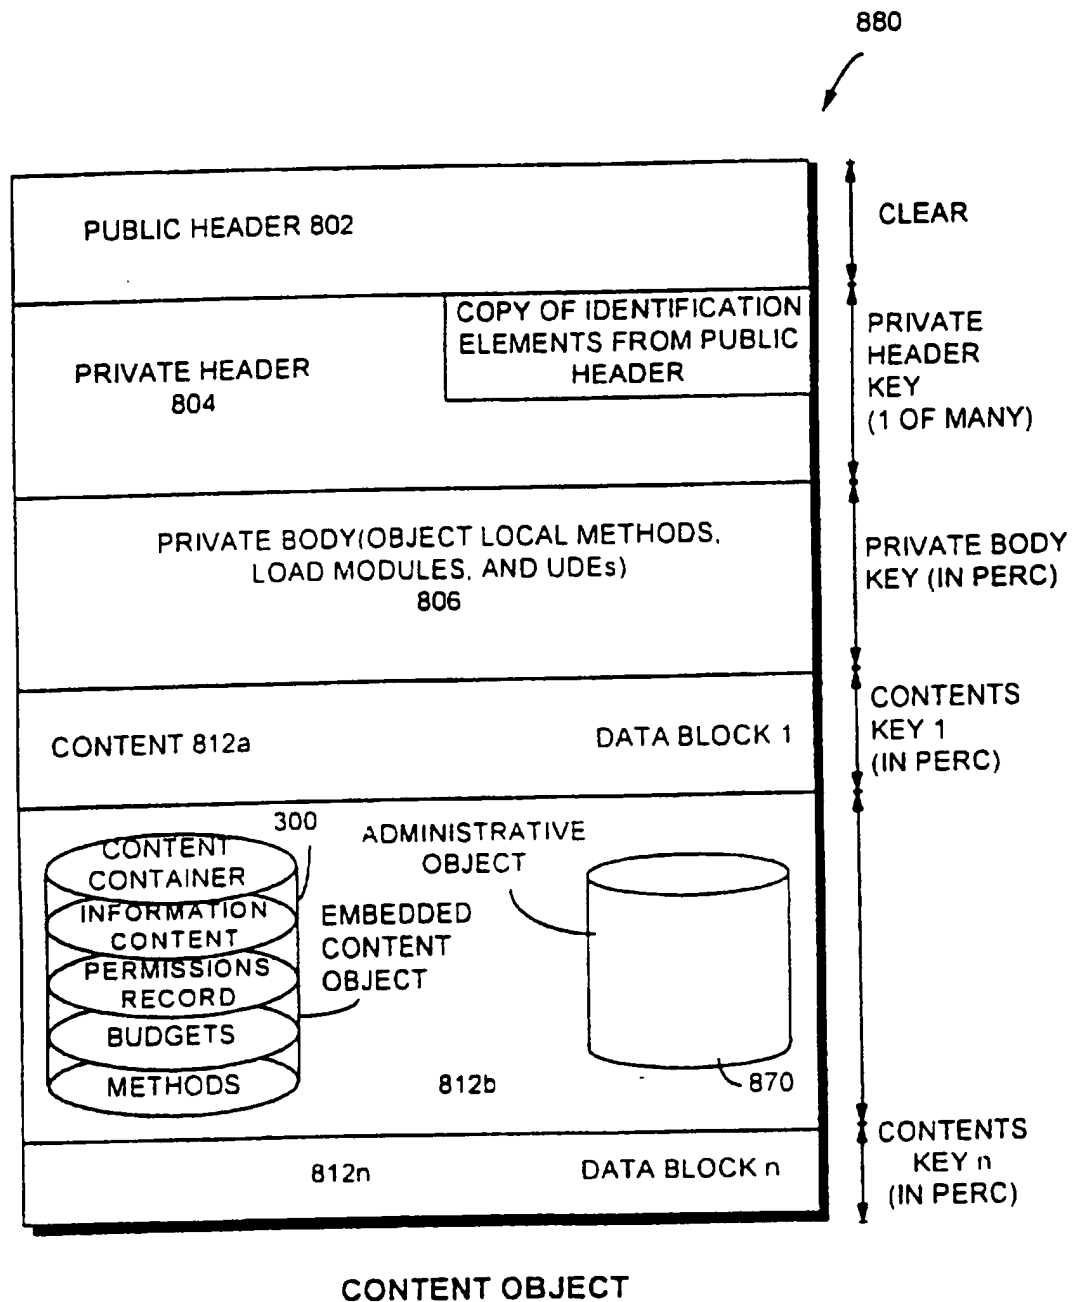 880
PUBLIC HEADER 802
CLEAR
COPY OF IDENTIFICATION
ELEMENTS FROM PUBLIC
HEADER
PRIVATE HEADER
804
PRIVATE
HEADER
KEY
(1 OF MANY)
PRIVATE BODY(OBJECT LOCAL METHODS,
LOAD MODULES, AND UDEs)
806
PRIVATE BODY
KEY (IN PERC)
CONTENT 812a
DATA BLOCK 1
CONTENTS
KEY 1
(IN PERC)
300
CONTENT
CONTAINER
INFORMATION
CONTENT
PERMISSIONS
RECORD
BUDGETS
METHODS
EMBEDDED
CONTENT
OBJECT
ADMINISTRATIVE
OBJECT
812b
870
812n
DATA BLOCK n
CONTENTS
KEY n
(IN PERC)
CONTENT OBJECT